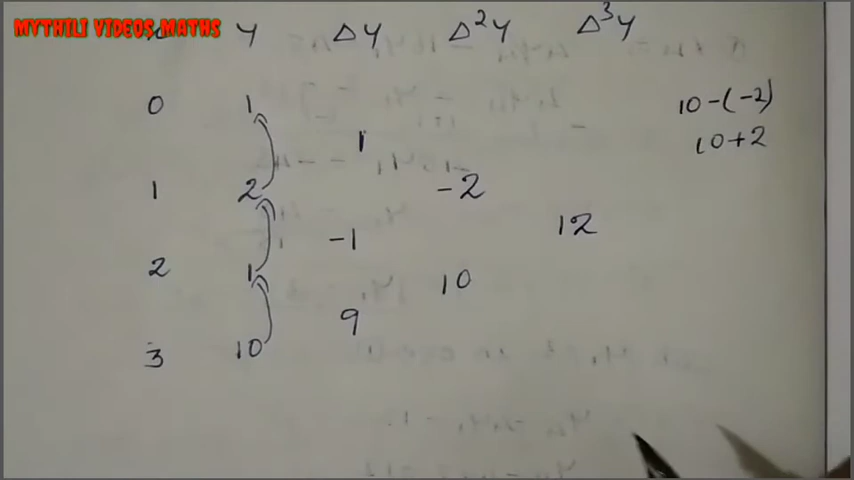 MYTHILI VIDEOS MATHS
x y Δy Δ²y Δ³y
0 1
10-(-2)
10+2
1
1 2 -2
12
-1
2 1 10
9
3 10